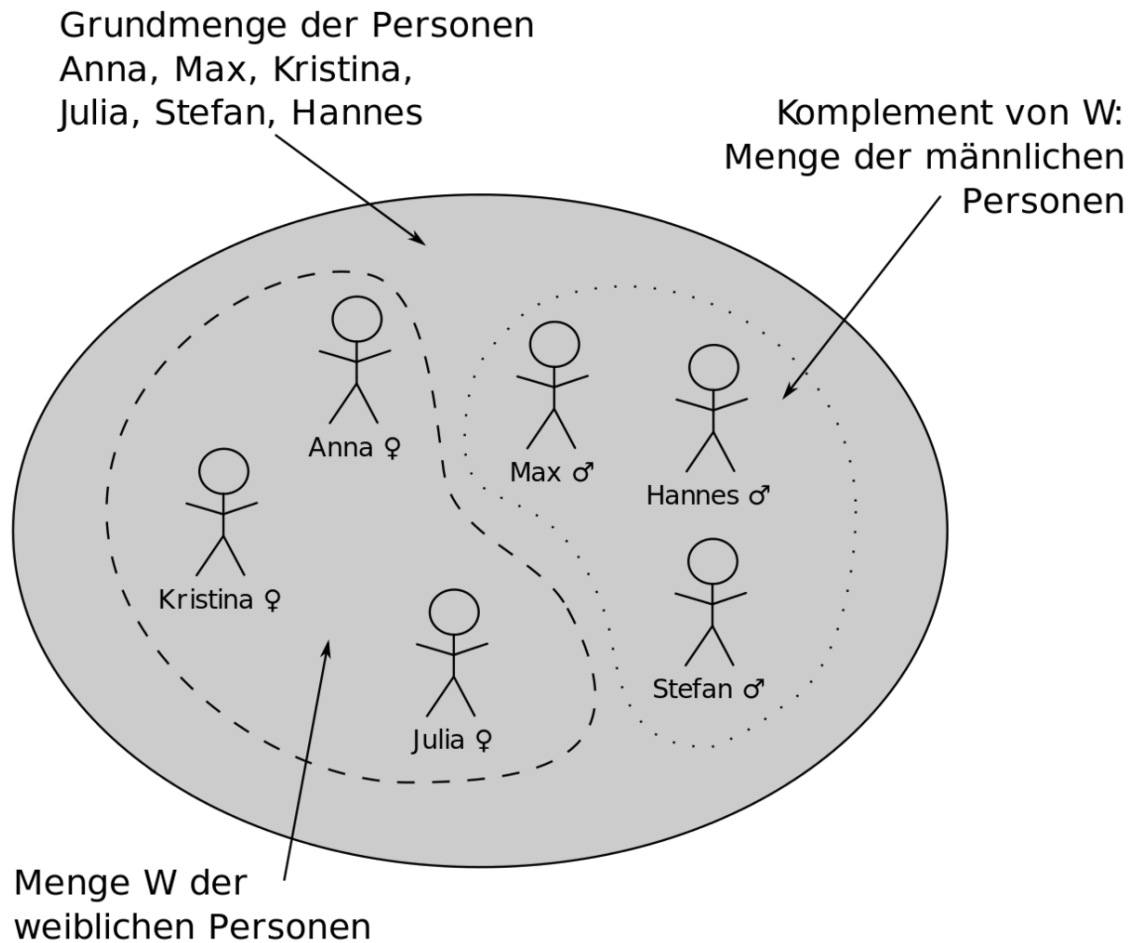 Grundmenge der Personen
Anna, Max, Kristina,
Julia, Stefan, Hannes
Komplement von W:
Menge der männlichen
Personen
Anna ♀
Max ♂
Hannes ♂
Kristina ♀
Stefan ♂
Julia ♀
Menge W der
weiblichen Personen